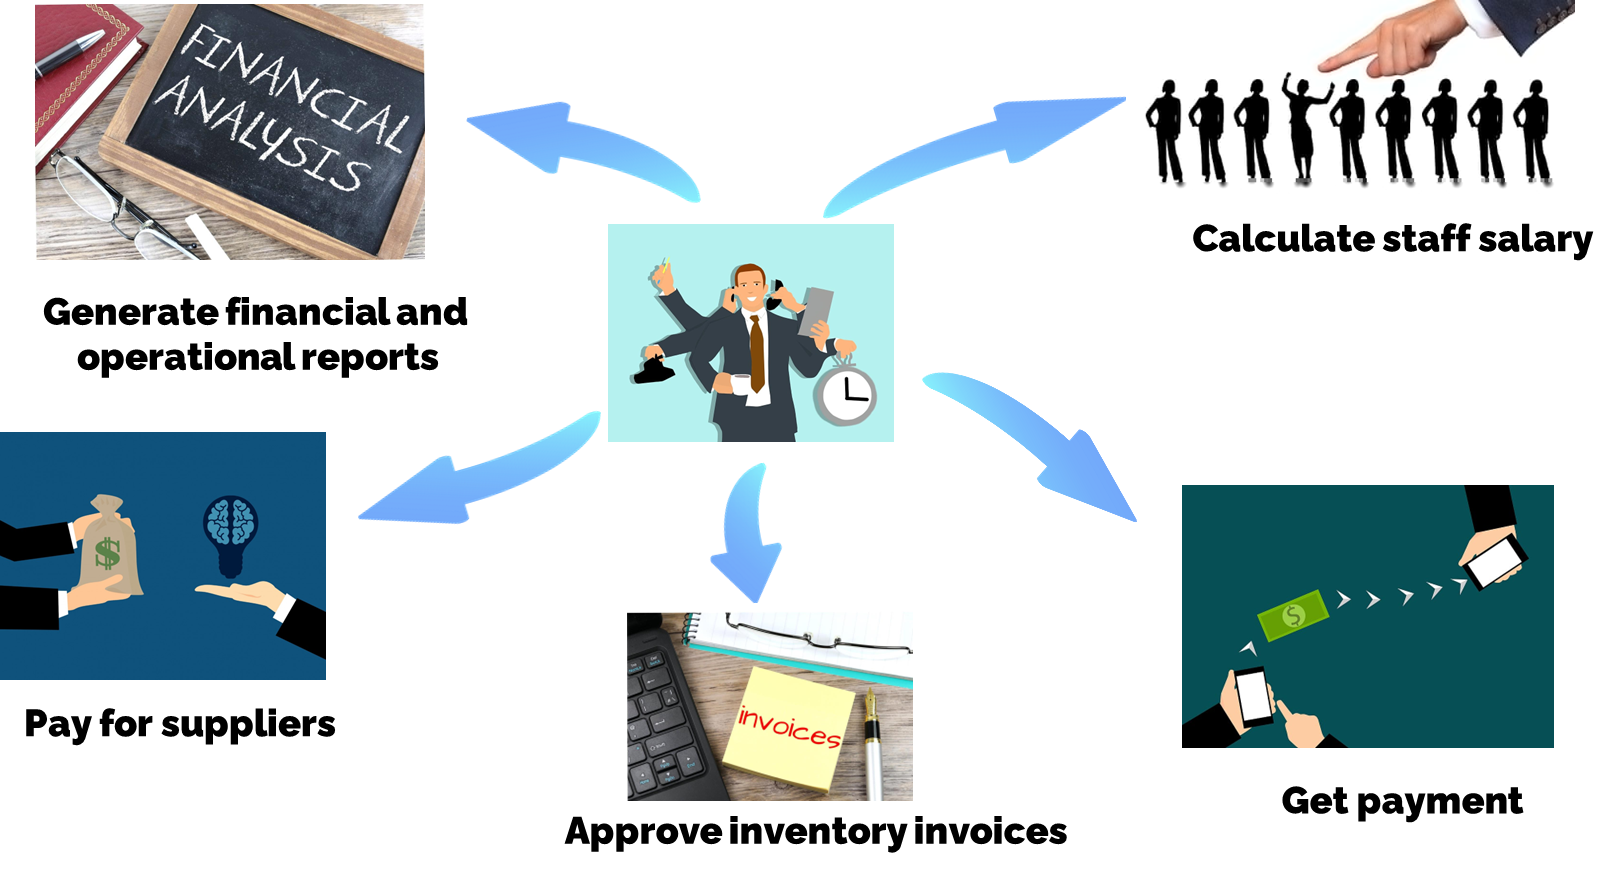 FINANCIAL
ANALYSIS
Calculate staff salary
Generate financial and
operational reports
$
$
Pay for suppliers
invoices
Approve inventory invoices
Get payment